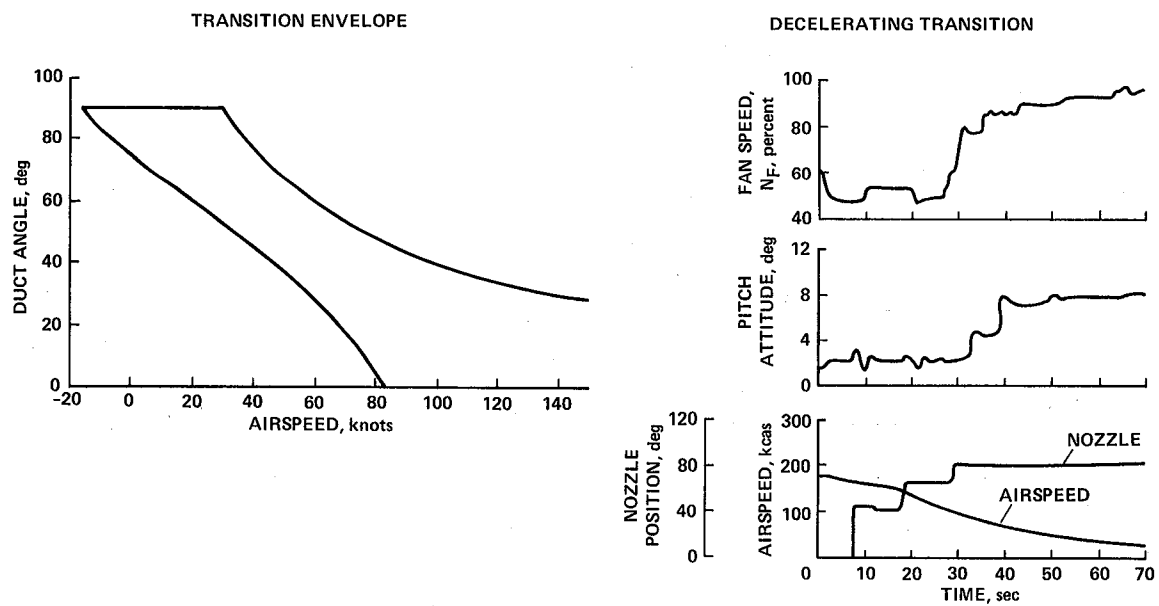 TRANSITION ENVELOPE
100
80
60
40
20
0
DUCT ANGLE, deg
-20 0 20 40 60 80 100 120 140
AIRSPEED, knots
DECELERATING TRANSITION
100
80
60
40
FAN SPEED,
NF, percent
12
8
4
0
PITCH
ATTITUDE, deg
120
80
40
0
NOZZLE
POSITION, deg
300
200
100
AIRSPEED, kcas
NOZZLE
AIRSPEED
0 10 20 30 40 50 60 70
TIME, sec